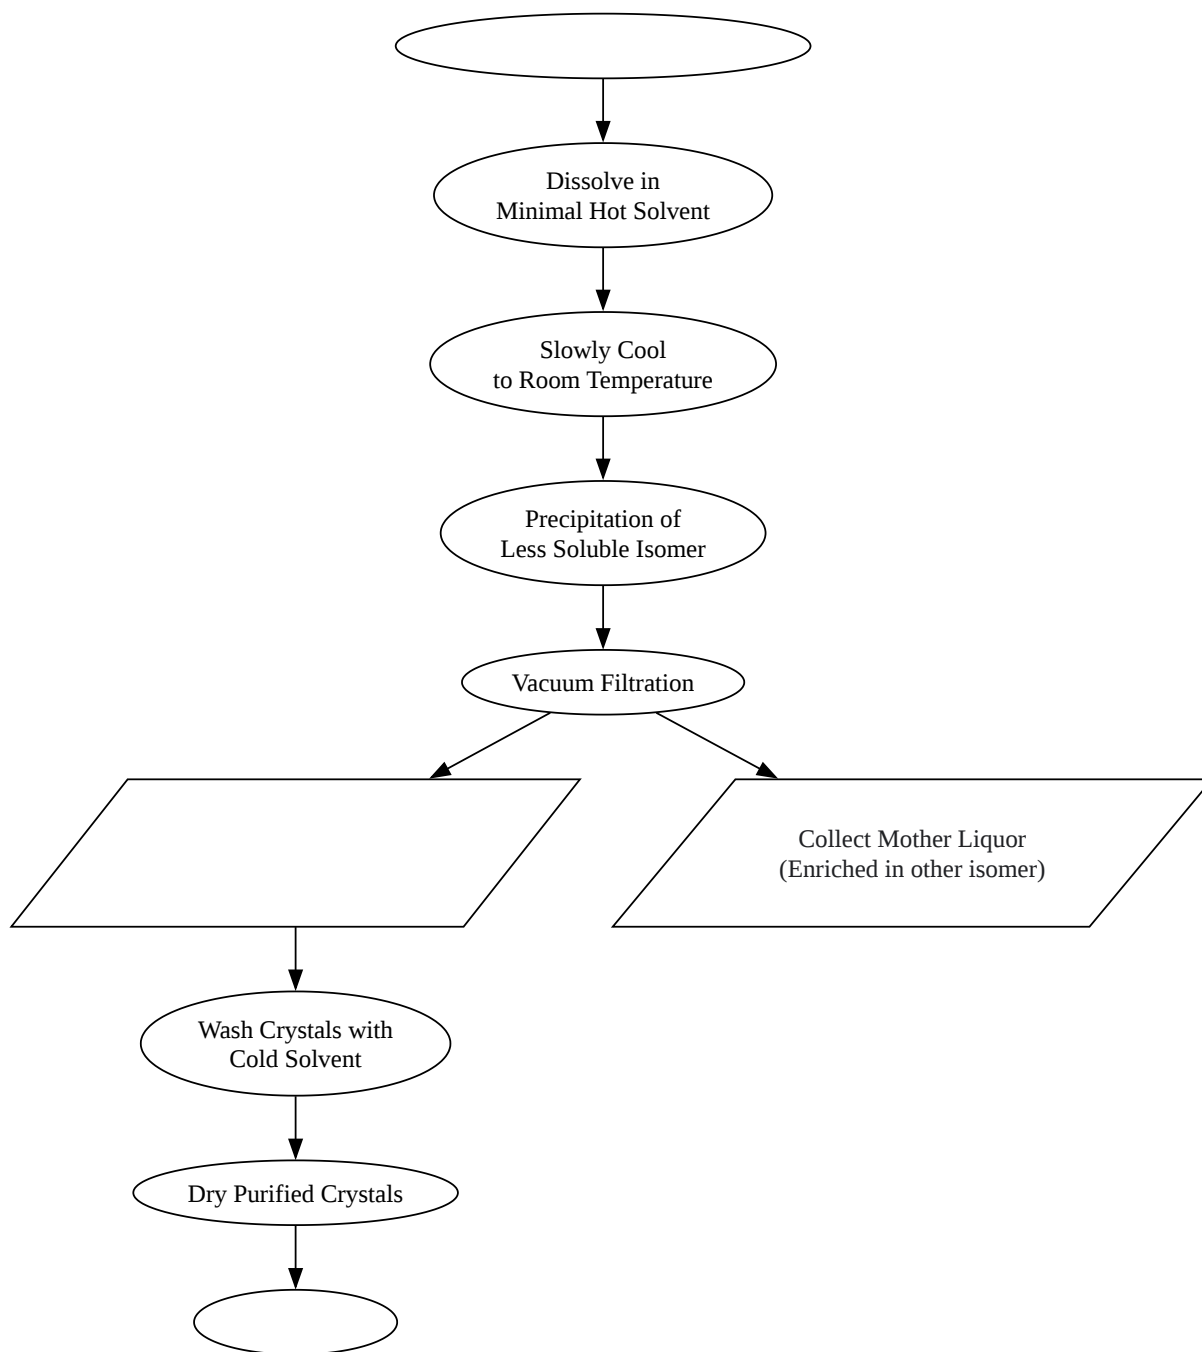 Dissolve in
Minimal Hot Solvent
Slowly Cool
to Room Temperature
Precipitation of
Less Soluble Isomer
Vacuum Filtration
Collect Mother Liquor
(Enriched in other isomer)
Wash Crystals with
Cold Solvent
Dry Purified Crystals